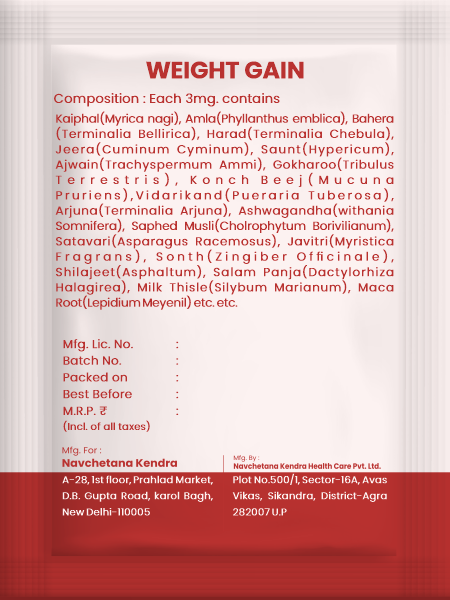 WEIGHT GAIN
Composition : Each 3mg. contains
Kaiphal(Myrica nagi), Amla(Phyllanthus emblica), Bahera
(Terminalia Bellirica), Harad(Terminalia Chebula),
Jeera(Cuminum Cyminum), Saunt(Hypericum),
Ajwain(Trachyspermum Ammi), Gokharoo(Tribulus
Terrestris), Konch Beej(Mucuna
Pruriens),Vidarikand(Pueraria Tuberosa),
Arjuna(Terminalia Arjuna), Ashwagandha(withania
Somnifera), Saphed Musli(Cholrophytum Borivilianum),
Satavari(Asparagus Racemosus), Javitri(Myristica
Fragrans), Sonth(Zingiber Officinale),
Shilajeet(Asphaltum), Salam Panja(Dactylorhiza
Halagirea), Milk Thisle(Silybum Marianum), Maca
Root(Lepidium Meyenil) etc. etc.
Mfg. Lic. No. :
Batch No. :
Packed on :
Best Before :
M.R.P. ₹ :
(Incl. of all taxes)
Mfg. For :
Navchetana Kendra
A-28, 1st floor, Prahlad Market,
D.B. Gupta Road, karol Bagh,
New Delhi-110005
Mfg. By :
Navchetana Kendra Health Care Pvt. Ltd.
Plot No.500/1, Sector-16A, Avas
Vikas, Sikandra, District-Agra
282007 U.P